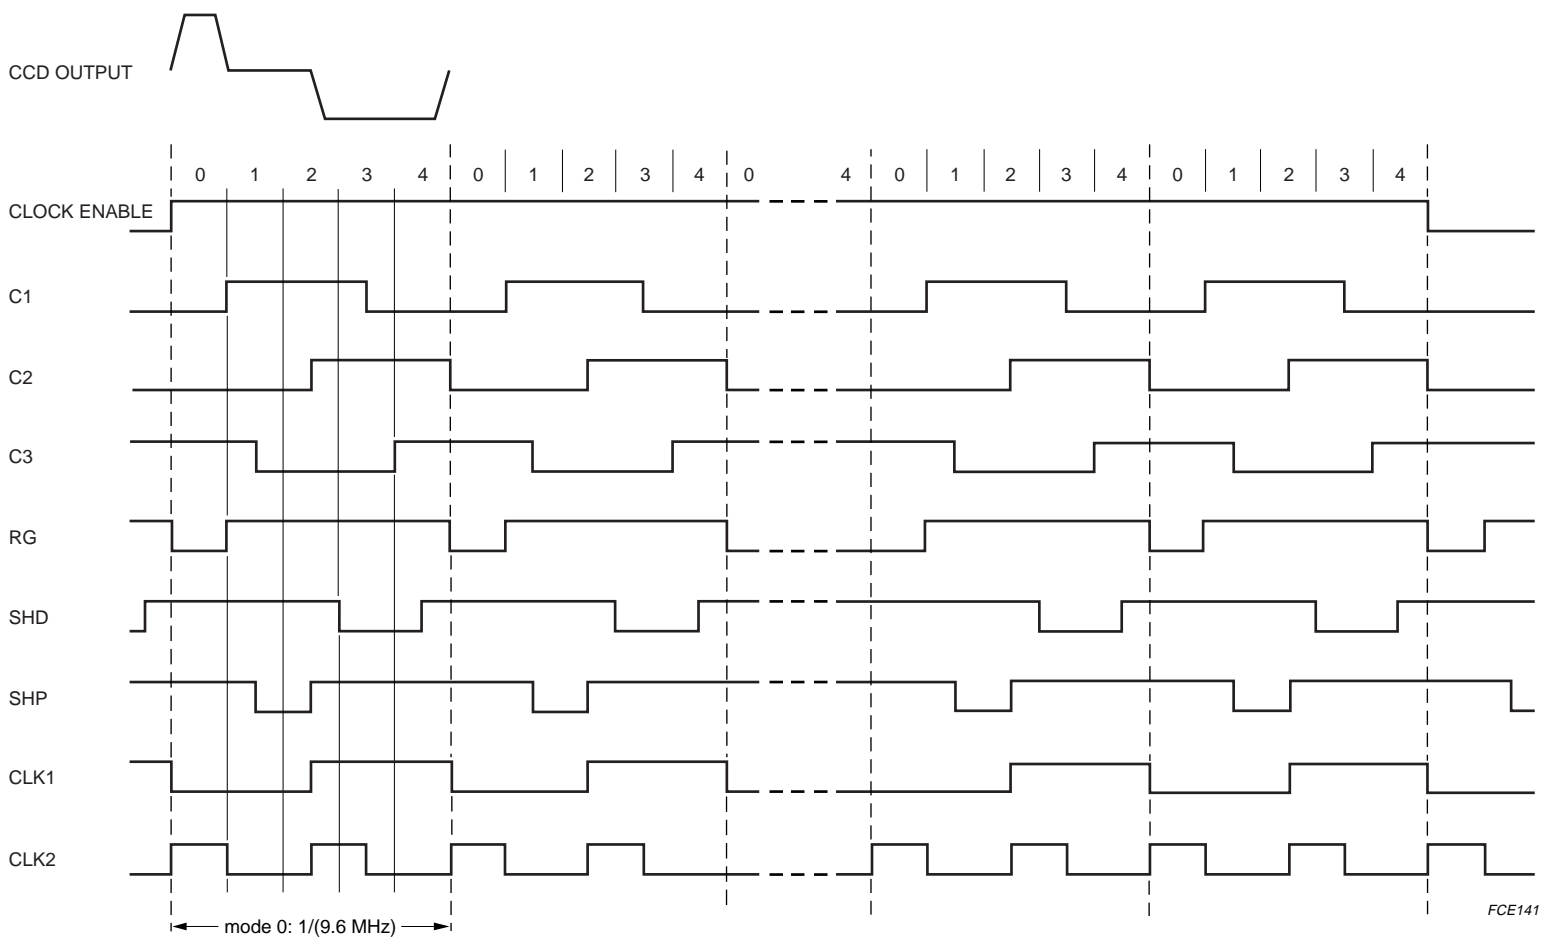 CCD OUTPUT
0 1 2 3 4 0 1 2 3 4 0 4 0 1 2 3 4 0 1 2 3 4
CLOCK ENABLE
C1
C2
C3
RG
SHD
SHP
CLK1
CLK2
FCE141
mode 0: 1/(9.6 MHz)